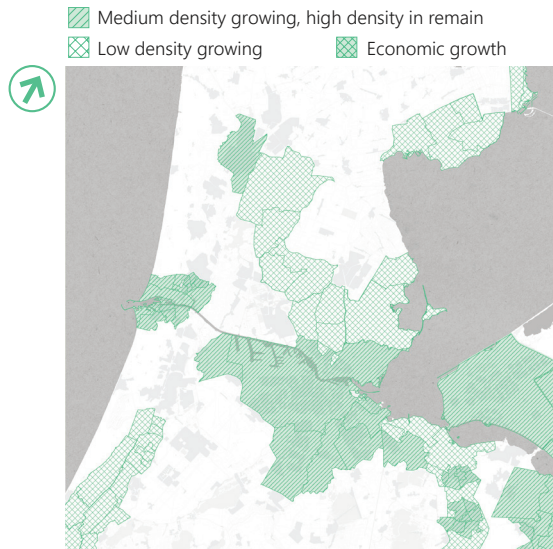 Medium density growing, high density in remain
Low density growing
Economic growth